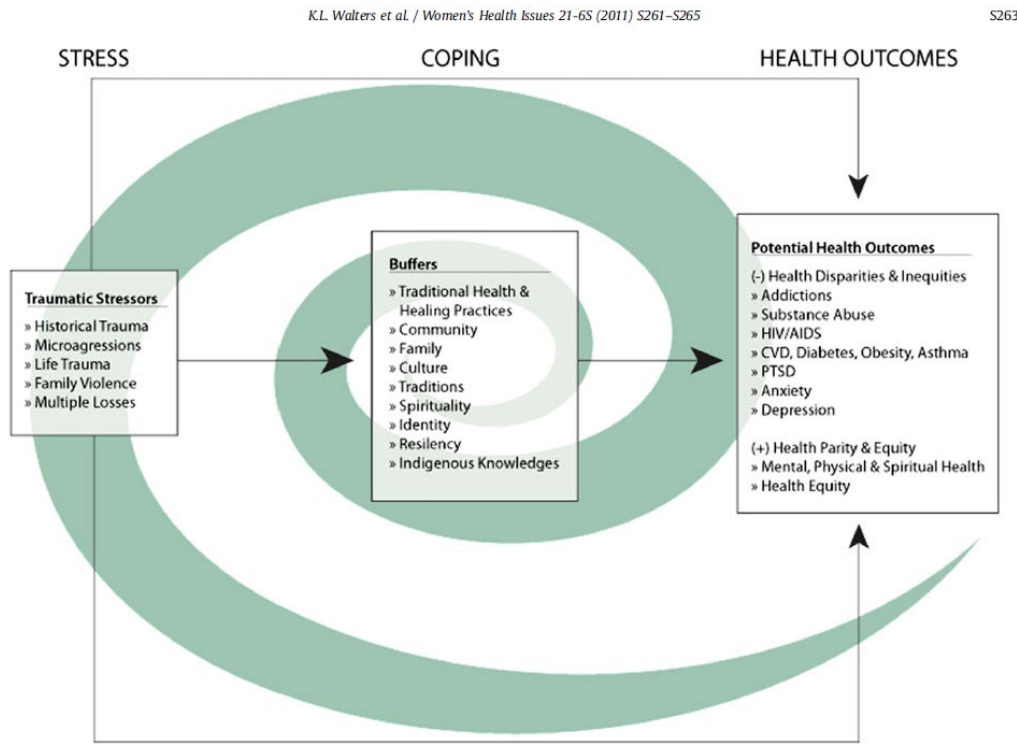 K.L. Walters et al. / Women's Health Issues 21-6S (2011) S261–S265
S263
STRESS
COPING
HEALTH OUTCOMES
Traumatic Stressors
» Historical Trauma
» Microagressions
» Life Trauma
» Family Violence
» Multiple Losses
Buffers
» Traditional Health &
Healing Practices
» Community
» Family
» Culture
» Traditions
» Spirituality
» Identity
» Resilency
» Indigenous Knowledges
Potential Health Outcomes
(-) Health Disparities & Inequities
» Addictions
» Substance Abuse
» HIV/AIDS
» CVD, Diabetes, Obesity, Asthma
» PTSD
» Anxiety
» Depression
(+) Health Parity & Equity
» Mental, Physical & Spiritual Health
» Health Equity